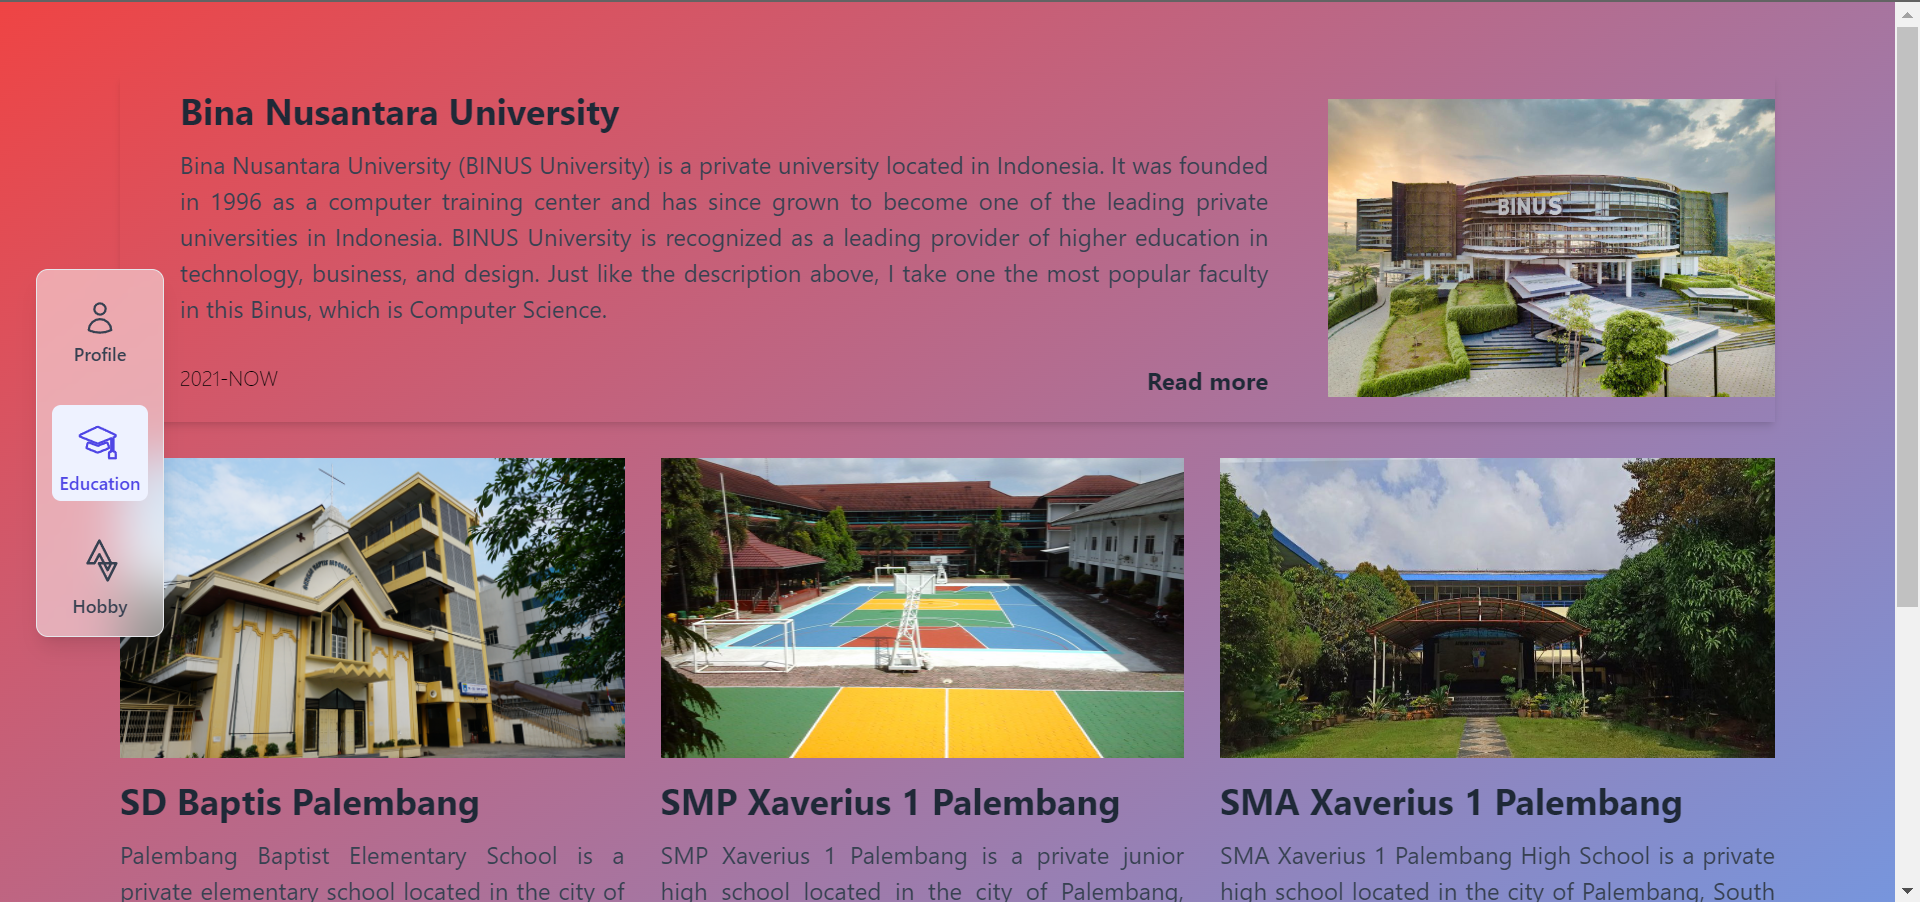 Bina Nusantara University
Bina Nusantara University (BINUS University) is a private university located in Indonesia. It was founded
in 1996 as a computer training center and has since grown to become one of the leading private
universities in Indonesia. BINUS University is recognized as a leading provider of higher education in
technology, business, and design. Just like the description above, I take one the most popular faculty
in this Binus, which is Computer Science.
2021-NOW
Read more
BINUS
Profile
Education
Hobby
SD Baptis Palembang
Palembang Baptist Elementary School is a
private elementary school located in the city of
SMP Xaverius 1 Palembang
SMP Xaverius 1 Palembang is a private junior
high school located in the city of Palembang,
SMA Xaverius 1 Palembang
SMA Xaverius 1 Palembang High School is a private
high school located in the city of Palembang, South